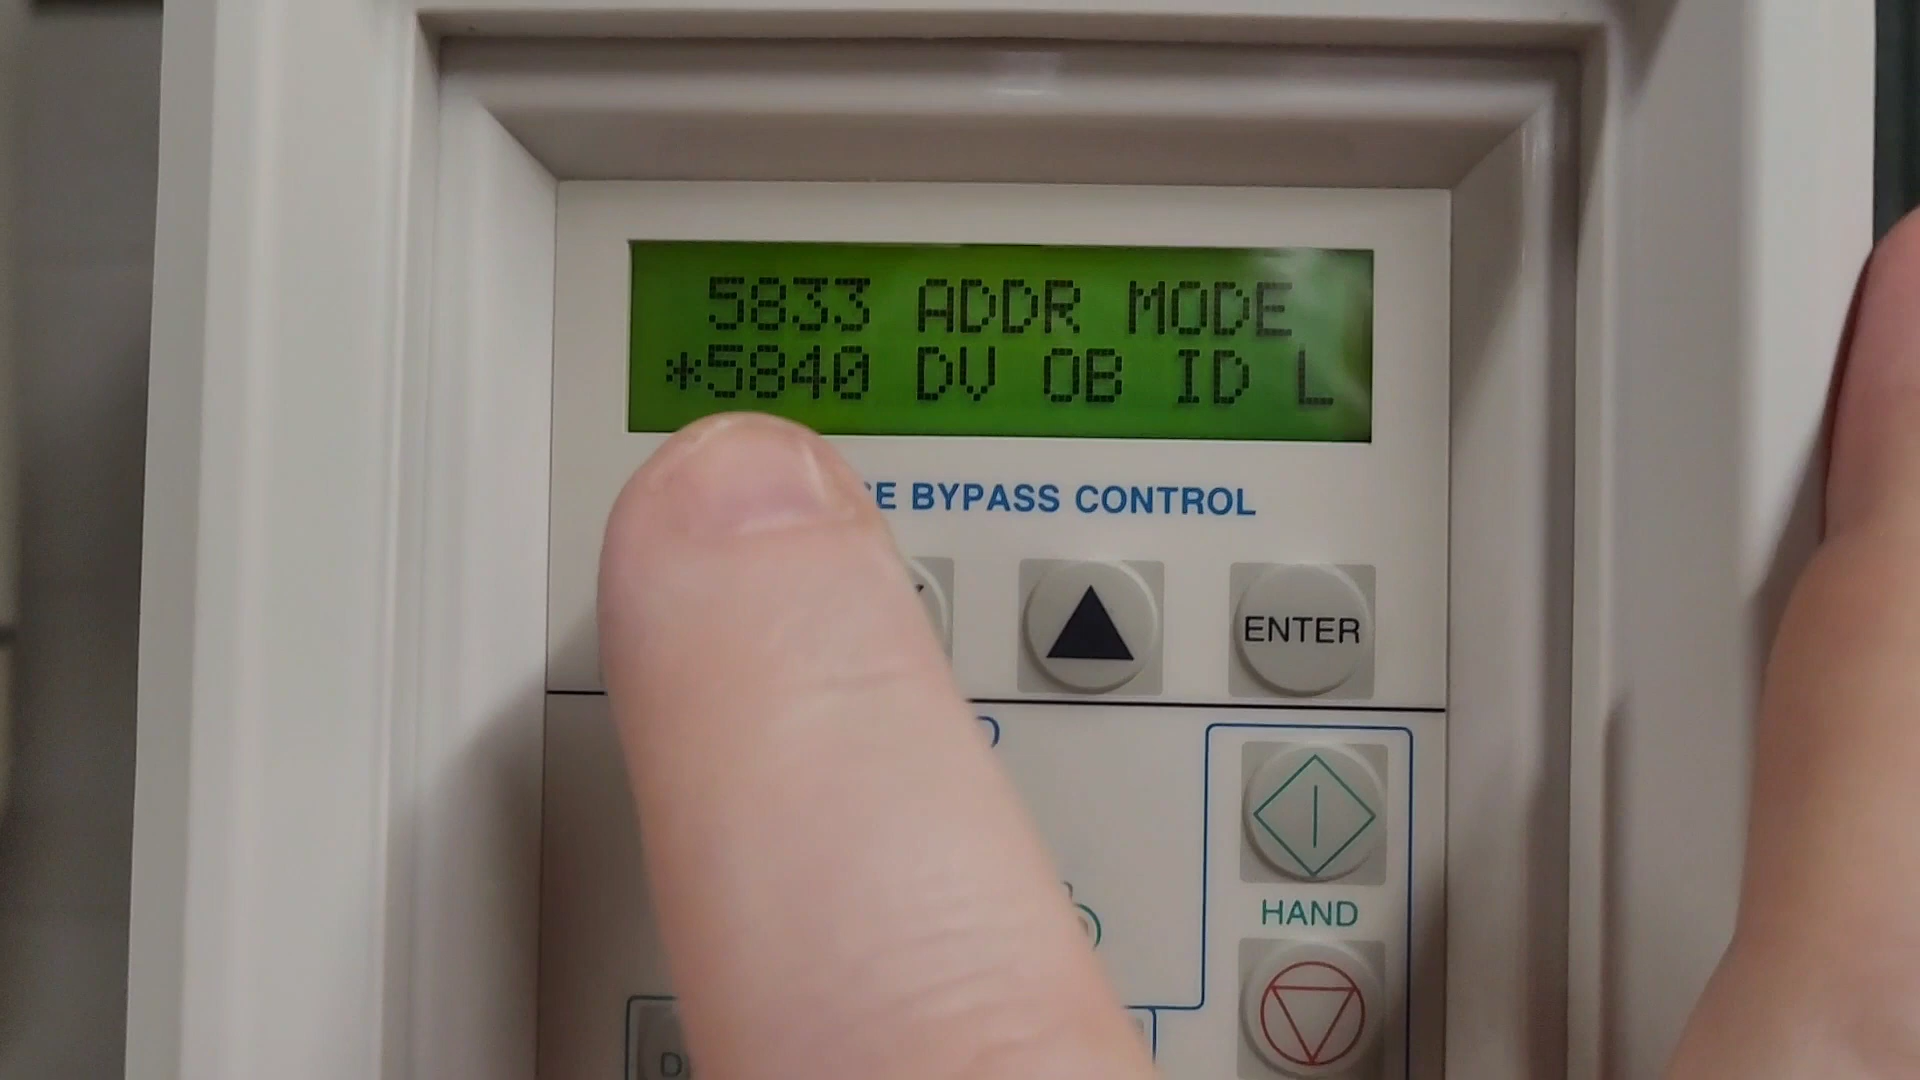 5833 ADDR MODE
*5840 DV OB ID L
BYPASS CONTROL
ENTER
HAND